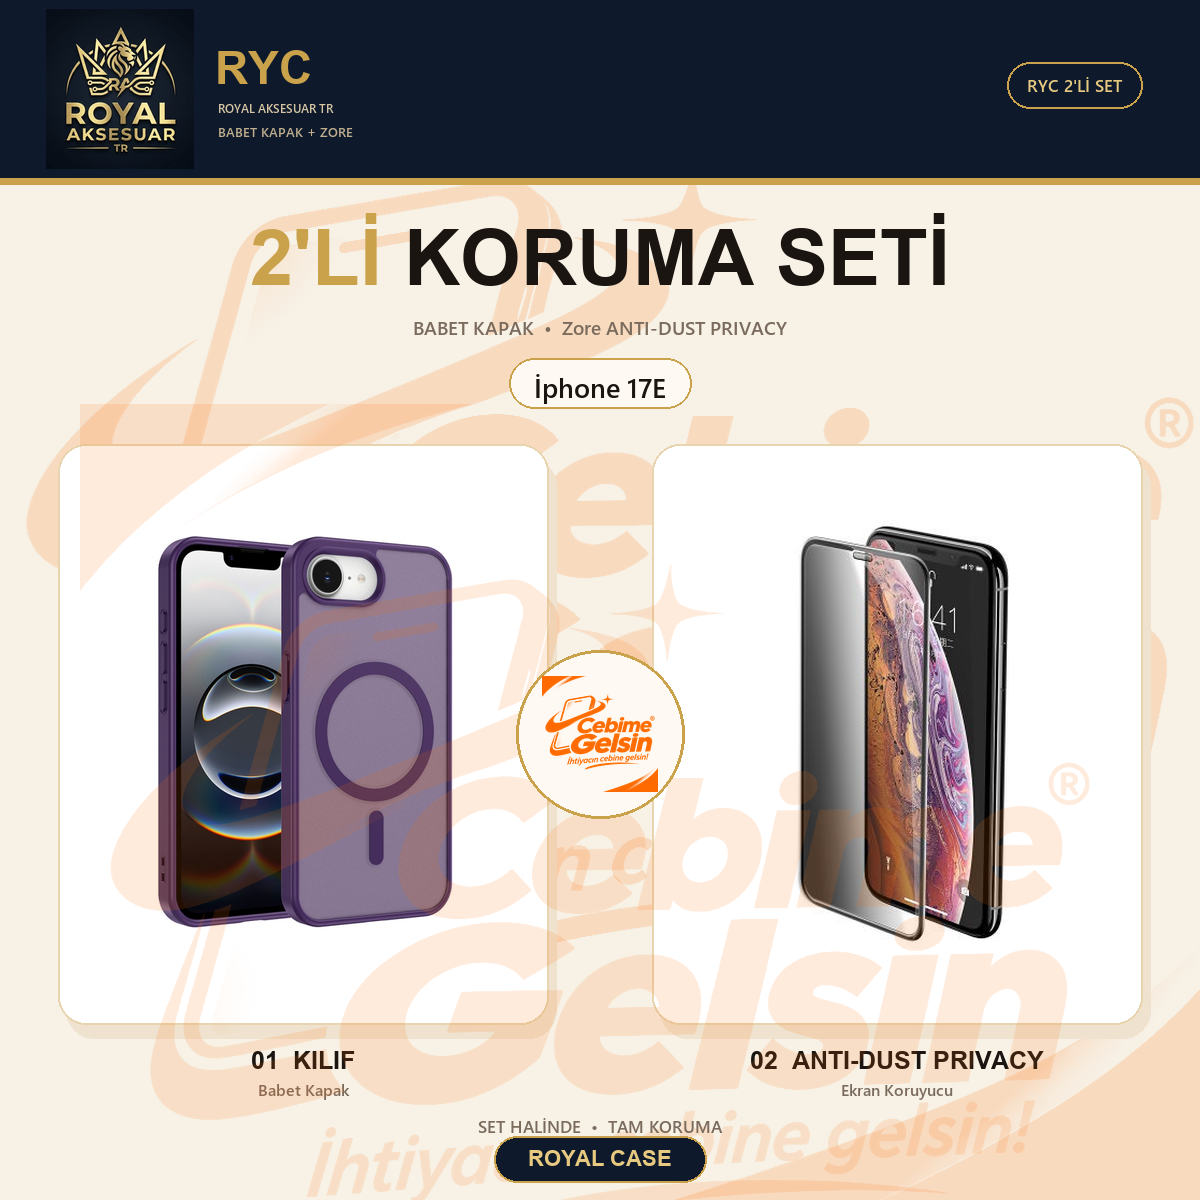 ROYAL
AKSESUAR
TR
RYC
ROYAL AKSESUAR TR
BABET KAPAK + ZORE
RYC 2'Lİ SET
2'Lİ KORUMA SETİ
BABET KAPAK • Zore ANTI-DUST PRIVACY
İphone 17E
Cebime
Gelsin
İhtiyacın cebine gelsin!
01 KILIF
Babet Kapak
02 ANTI-DUST PRIVACY
Ekran Koruyucu
SET HALİNDE • TAM KORUMA
ROYAL CASE
Cebime®
Gelsin